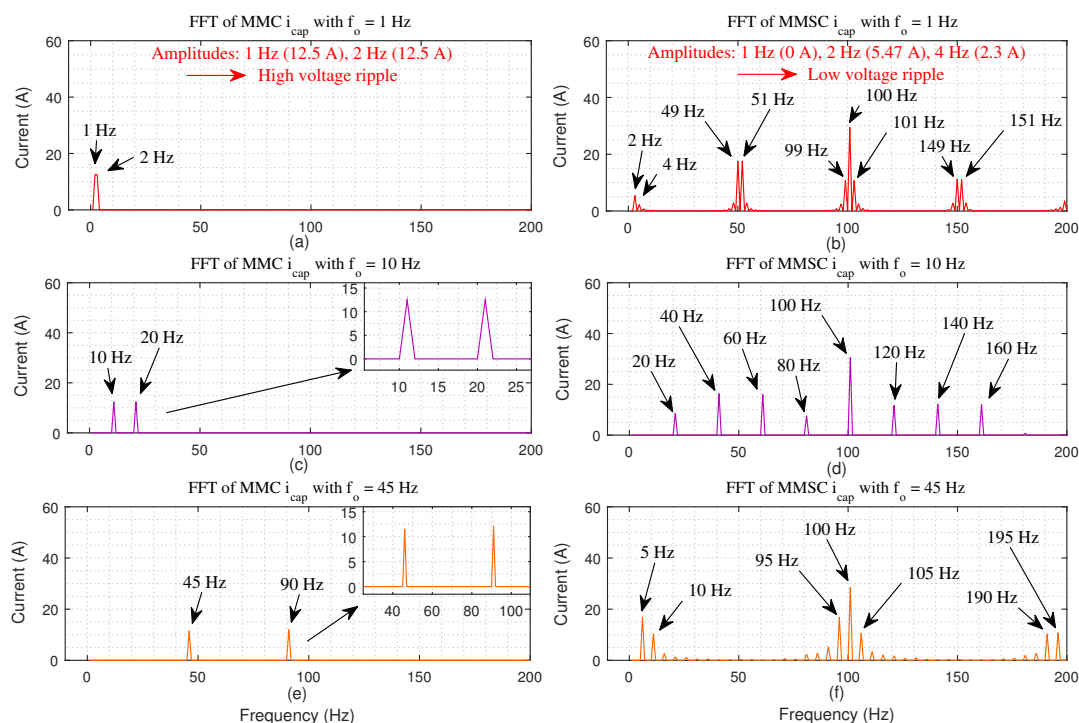 FFT of MMC i_cap with f_o = 1 Hz
Amplitudes: 1 Hz (12.5 A), 2 Hz (12.5 A)
High voltage ripple
1 Hz
2 Hz
Current (A)
60
40
20
0
0
50
100
150
200
(a)
FFT of MMSC i_cap with f_o = 1 Hz
Amplitudes: 1 Hz (0 A), 2 Hz (5.47 A), 4 Hz (2.3 A)
Low voltage ripple
2 Hz
4 Hz
49 Hz
51 Hz
99 Hz
100 Hz
101 Hz
149 Hz
151 Hz
Current (A)
60
40
20
0
0
50
100
150
200
(b)
FFT of MMC i_cap with f_o = 10 Hz
10 Hz
20 Hz
Current (A)
60
40
20
0
0
50
100
150
200
15
10
5
0
10
15
20
25
(c)
FFT of MMSC i_cap with f_o = 10 Hz
20 Hz
40 Hz
60 Hz
80 Hz
100 Hz
120 Hz
140 Hz
160 Hz
Current (A)
60
40
20
0
0
50
100
150
200
(d)
FFT of MMC i_cap with f_o = 45 Hz
45 Hz
90 Hz
Current (A)
60
40
20
0
0
50
100
150
200
15
10
5
0
40
60
80
100
(e)
Frequency (Hz)
FFT of MMSC i_cap with f_o = 45 Hz
5 Hz
10 Hz
95 Hz
100 Hz
105 Hz
190 Hz
195 Hz
Current (A)
60
40
20
0
0
50
100
150
200
(f)
Frequency (Hz)